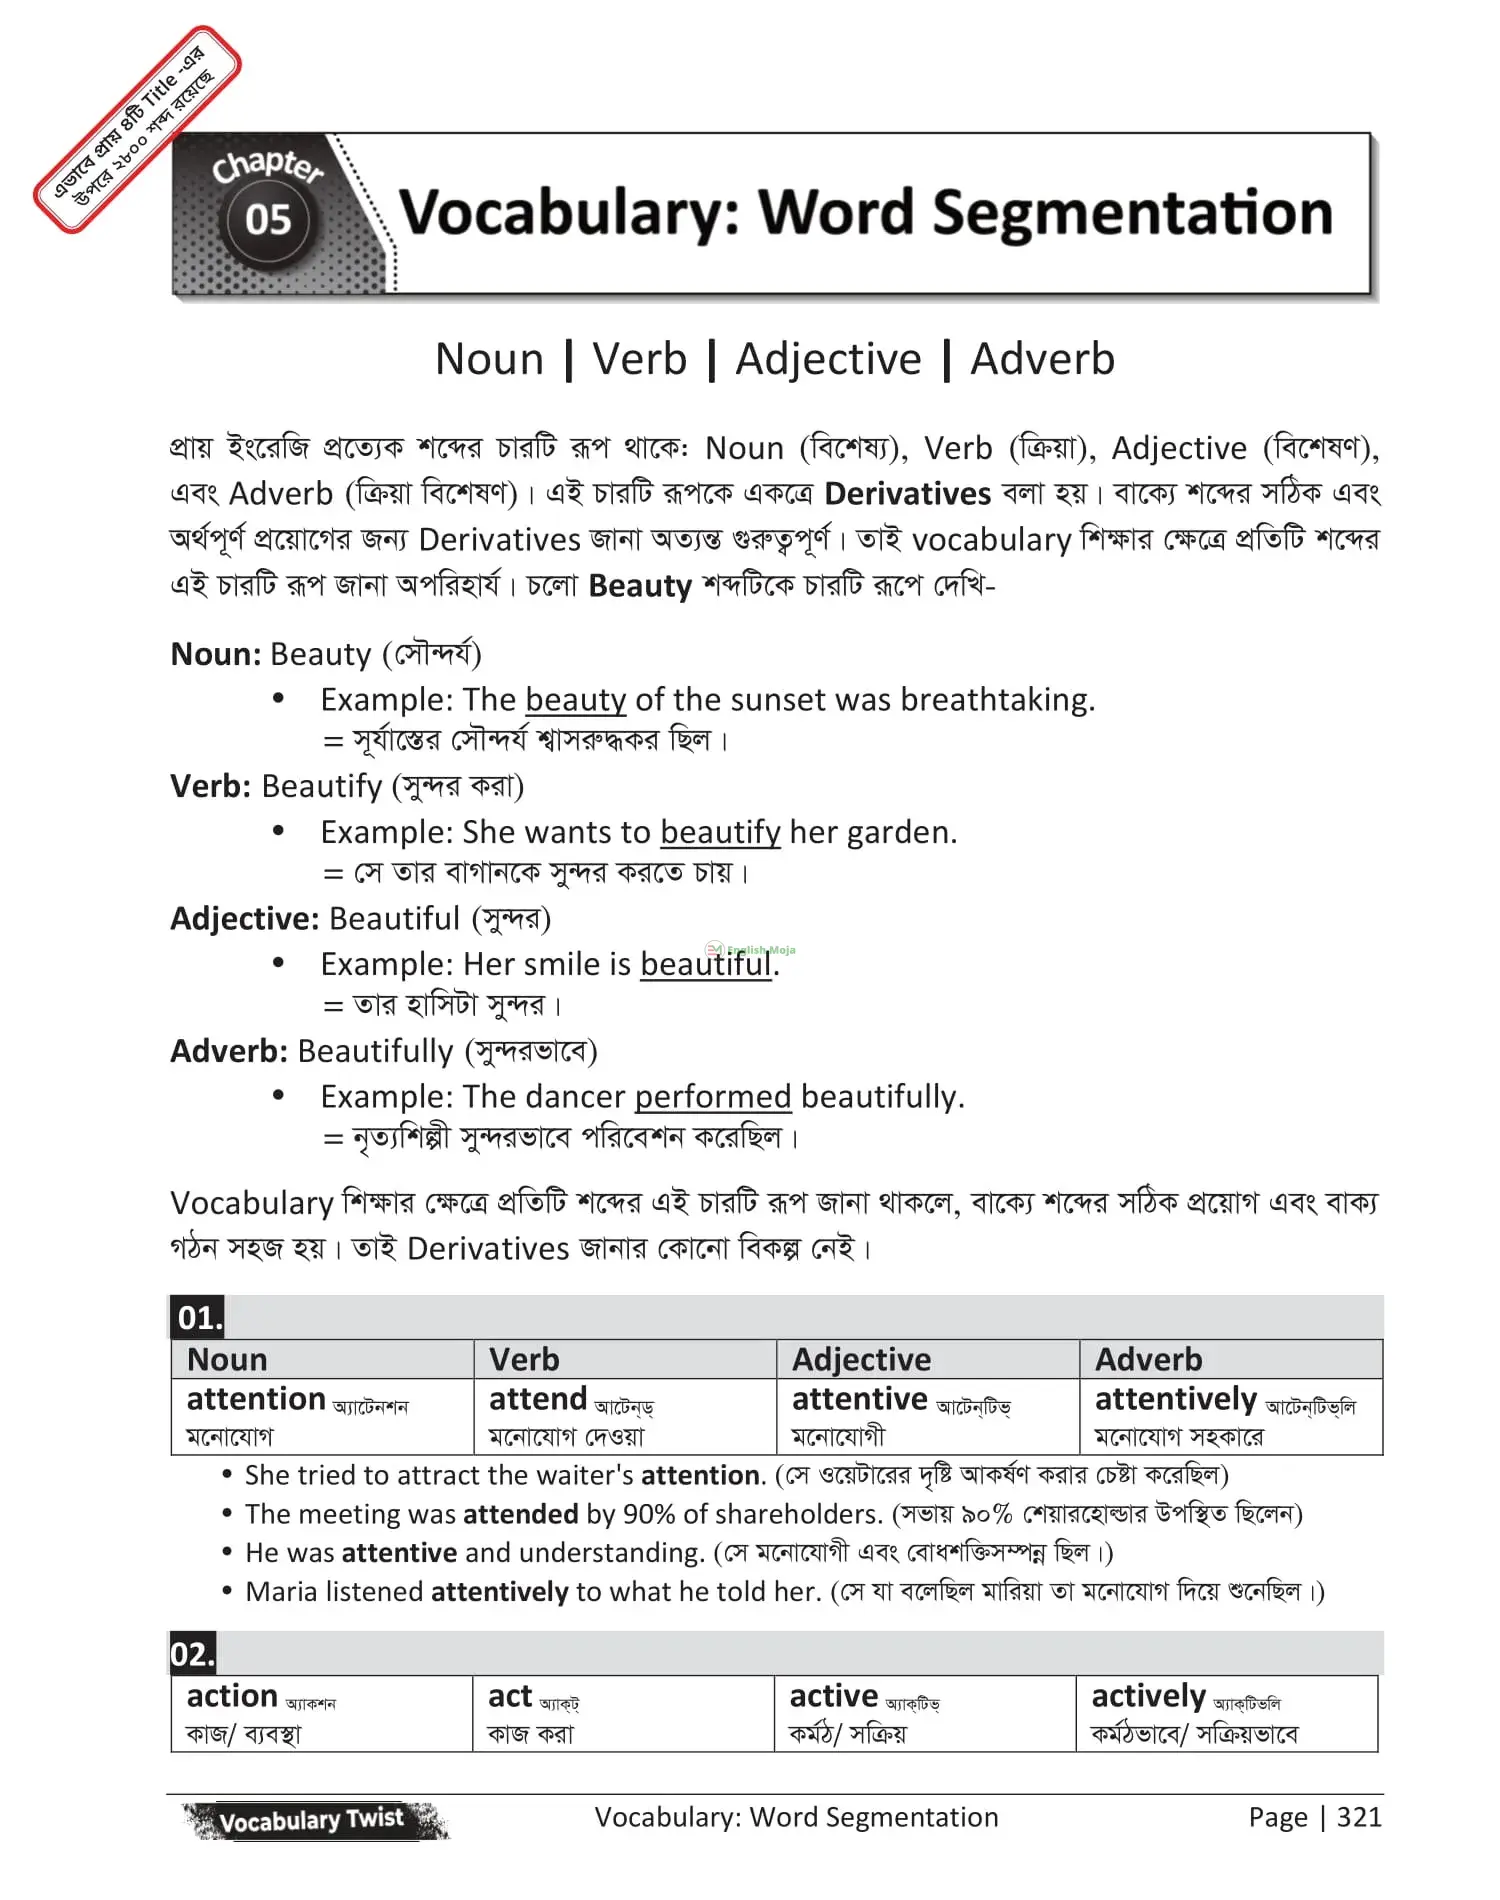 এভাবে প্রায় ৪টি Title -এর
উপরে ২৮০০ শব্দ রয়েছে
Chapter
05
Vocabulary: Word Segmentation
Noun | Verb | Adjective | Adverb
প্রায় ইংরেজি প্রত্যেক শব্দের চারটি রূপ থাকে: Noun (বিশেষ্য), Verb (ক্রিয়া), Adjective (বিশেষণ),
এবং Adverb (ক্রিয়া বিশেষণ)। এই চারটি রূপকে একত্রে Derivatives বলা হয়। বাক্যে শব্দের সঠিক এবং
অর্থপূর্ণ প্রয়োগের জন্য Derivatives জানা অত্যন্ত গুরুত্বপূর্ণ। তাই vocabulary শিক্ষার ক্ষেত্রে প্রতিটি শব্দের
এই চারটি রূপ জানা অপরিহার্য। চলো Beauty শব্দটিকে চারটি রূপে দেখি-
Noun: Beauty (সৌন্দর্য)
• Example: The beauty of the sunset was breathtaking.
= সূর্যাস্তের সৌন্দর্য শ্বাসরুদ্ধকর ছিল।
Verb: Beautify (সুন্দর করা)
• Example: She wants to beautify her garden.
= সে তার বাগানকে সুন্দর করতে চায়।
Adjective: Beautiful (সুন্দর)
English Moja
• Example: Her smile is beautiful.
= তার হাসিটা সুন্দর।
Adverb: Beautifully (সুন্দরভাবে)
• Example: The dancer performed beautifully.
= নৃত্যশিল্পী সুন্দরভাবে পরিবেশন করেছিল।
Vocabulary শিক্ষার ক্ষেত্রে প্রতিটি শব্দের এই চারটি রূপ জানা থাকলে, বাক্যে শব্দের সঠিক প্রয়োগ এবং বাক্য
গঠন সহজ হয়। তাই Derivatives জানার কোনো বিকল্প নেই।
01.
Noun Verb Adjective Adverb
attention অ্যাটেনশন attend আটেন্ড্ attentive আটেন্টিভ্ attentively আটেন্টিভ্লি
মনোযোগ মনোযোগ দেওয়া মনোযোগী মনোযোগ সহকারে
• She tried to attract the waiter's attention. (সে ওয়েটারের দৃষ্টি আকর্ষণ করার চেষ্টা করেছিল)
• The meeting was attended by 90% of shareholders. (সভায় ৯০% শেয়ারহোল্ডার উপস্থিত ছিলেন)
• He was attentive and understanding. (সে মনোযোগী এবং বোধশক্তিসম্পন্ন ছিল।)
• Maria listened attentively to what he told her. (সে যা বলেছিল মারিয়া তা মনোযোগ দিয়ে শুনেছিল।)
02.
action অ্যাকশন act অ্যাক্ট্ active অ্যাক্টিভ্ actively অ্যাক্টিভলি
কাজ/ ব্যবস্থা কাজ করা কর্মঠ/ সক্রিয় কর্মঠভাবে/ সক্রিয়ভাবে
Vocabulary Twist Vocabulary: Word Segmentation Page | 321